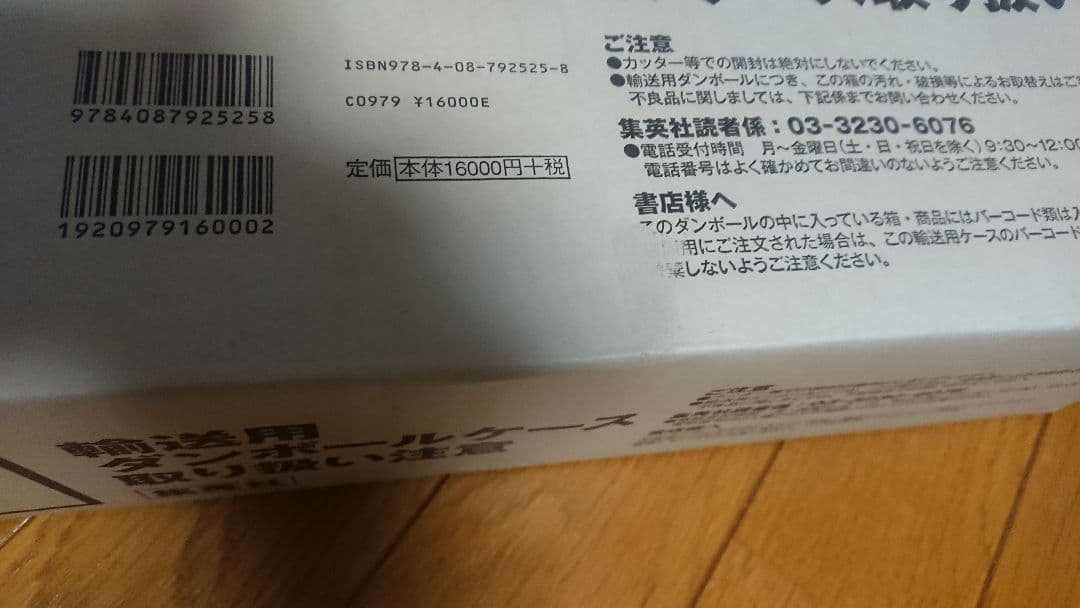 9784087925258
1920979160002
ISBN978-4-08-792525-8
C0979 ¥16000E
定価 本体16000円+税
取り扱い
ご注意
●カッター等での開封は絶対にしないでください。
●輸送用ダンボールにつき、この箱の汚れ・破損等によるお取替えはご
不良品に関しましては、下記係までお問い合わせください。
集英社読者係：03-3230-6076
●電話受付時間 月～金曜日(土・日・祝日を除く)9:30～12:00
電話番号はよく確かめてお間違いのないようご注意ください。
書店様へ
このダンボールの中に入っている箱・商品にはバーコード類は入
用にご注文された場合は、この輸送用ケースのバーコード
しないようご注意ください。
輸送用
ダンボールケース
取り扱い注意
ご注意